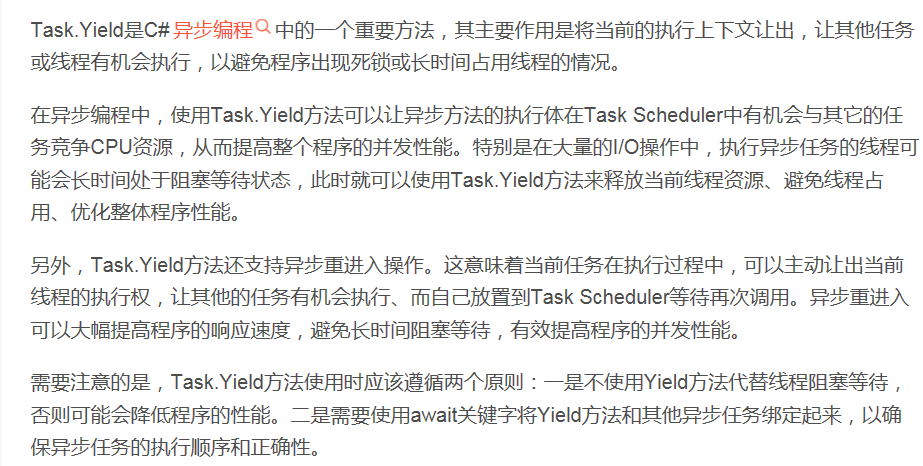 Task.Yield是C# 异步编程 中的一个重要方法，其主要作用是将当前的执行上下文让出，让其他任务
或线程有机会执行，以避免程序出现死锁或长时间占用线程的情况。
在异步编程中，使用Task.Yield方法可以让异步方法的执行体在Task Scheduler中有机会与其它的任
务竞争CPU资源，从而提高整个程序的并发性能。特别是在大量的I/O操作中，执行异步任务的线程可
能会长时间处于阻塞等待状态，此时就可以使用Task.Yield方法来释放当前线程资源、避免线程占
用、优化整体程序性能。
另外，Task.Yield方法还支持异步重进入操作。这意味着当前任务在执行过程中，可以主动让出当前
线程的执行权，让其他的任务有机会执行、而自己放置到Task Scheduler等待再次调用。异步重进入
可以大幅提高程序的响应速度，避免长时间阻塞等待，有效提高程序的并发性能。
需要注意的是，Task.Yield方法使用时应该遵循两个原则：一是不使用Yield方法代替线程阻塞等待，
否则可能会降低程序的性能。二是需要使用await关键字将Yield方法和其他异步任务绑定起来，以确
保异步任务的执行顺序和正确性。